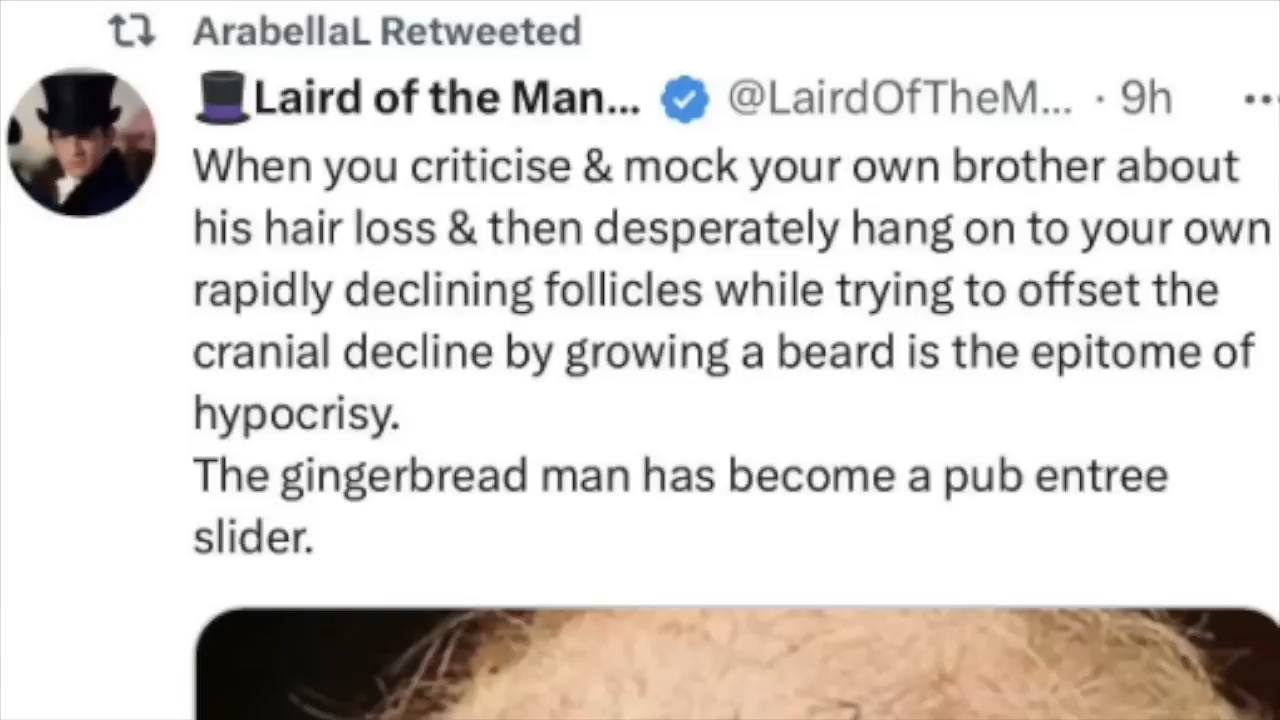 ArabellaL Retweeted
🎩Laird of the Man... @LairdOfTheM... · 9h ...
When you criticise & mock your own brother about
his hair loss & then desperately hang on to your own
rapidly declining follicles while trying to offset the
cranial decline by growing a beard is the epitome of
hypocrisy.
The gingerbread man has become a pub entree
slider.